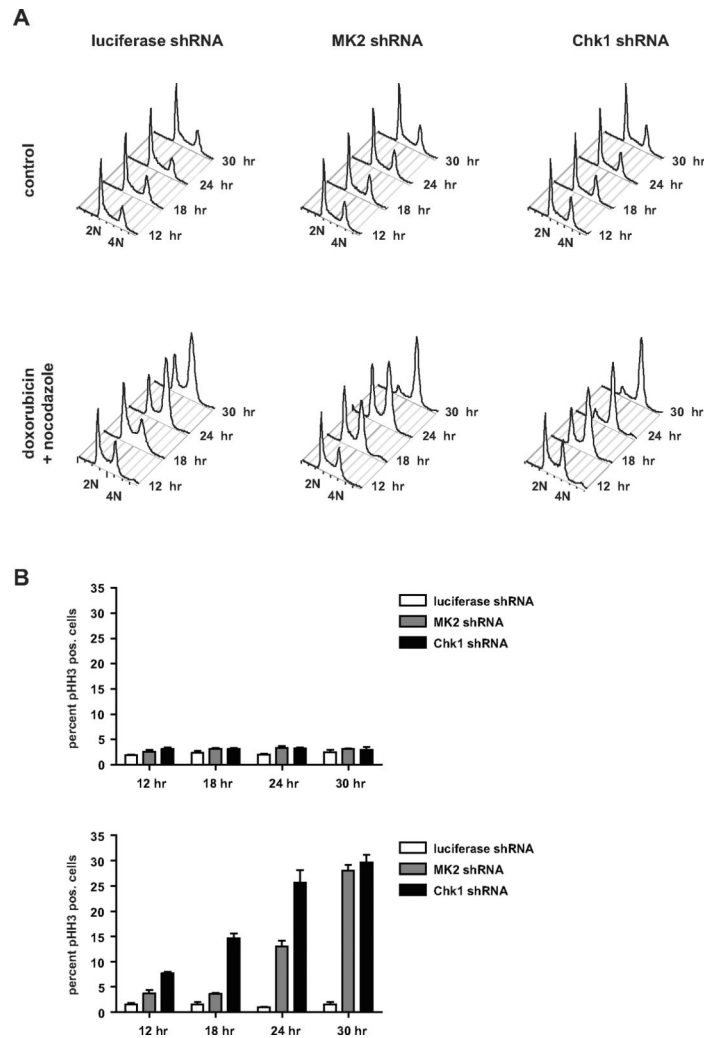 A
luciferase shRNA
MK2 shRNA
Chk1 shRNA
control
30 hr
24 hr
18 hr
12 hr
2N
4N
30 hr
24 hr
18 hr
12 hr
2N
4N
30 hr
24 hr
18 hr
12 hr
2N
4N
doxorubicin
+ nocodazole
30 hr
24 hr
18 hr
12 hr
2N
4N
30 hr
24 hr
18 hr
12 hr
2N
4N
30 hr
24 hr
18 hr
12 hr
2N
4N
B
percent pHH3 pos. cells
35
30
25
20
15
10
5
0
12 hr
18 hr
24 hr
30 hr
luciferase shRNA
MK2 shRNA
Chk1 shRNA
percent pHH3 pos. cells
35
30
25
20
15
10
5
0
12 hr
18 hr
24 hr
30 hr
luciferase shRNA
MK2 shRNA
Chk1 shRNA